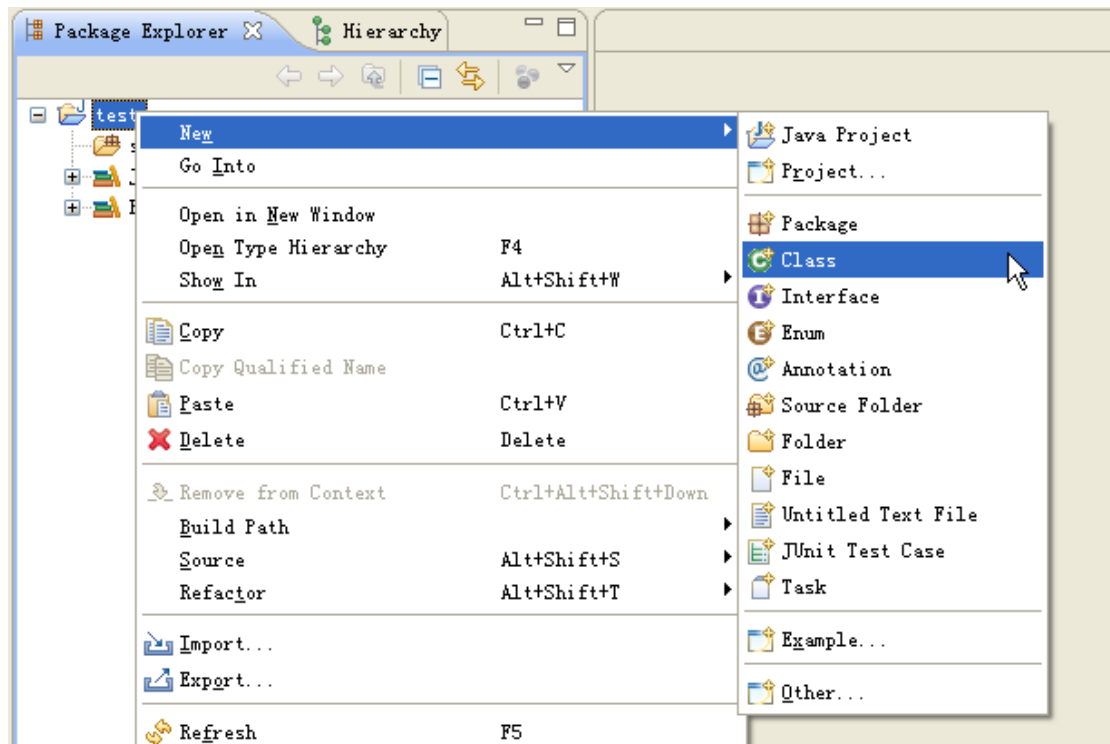 Package Explorer
Hierarchy
test
New
Go Into
Open in New Window
Open Type Hierarchy F4
Show In Alt+Shift+W
Copy Ctrl+C
Copy Qualified Name
Paste Ctrl+V
Delete Delete
Remove from Context Ctrl+Alt+Shift+Down
Build Path
Source Alt+Shift+S
Refactor Alt+Shift+T
Import...
Export...
Refresh F5
Java Project
Project...
Package
Class
Interface
Enum
Annotation
Source Folder
Folder
File
Untitled Text File
JUnit Test Case
Task
Example...
Other...